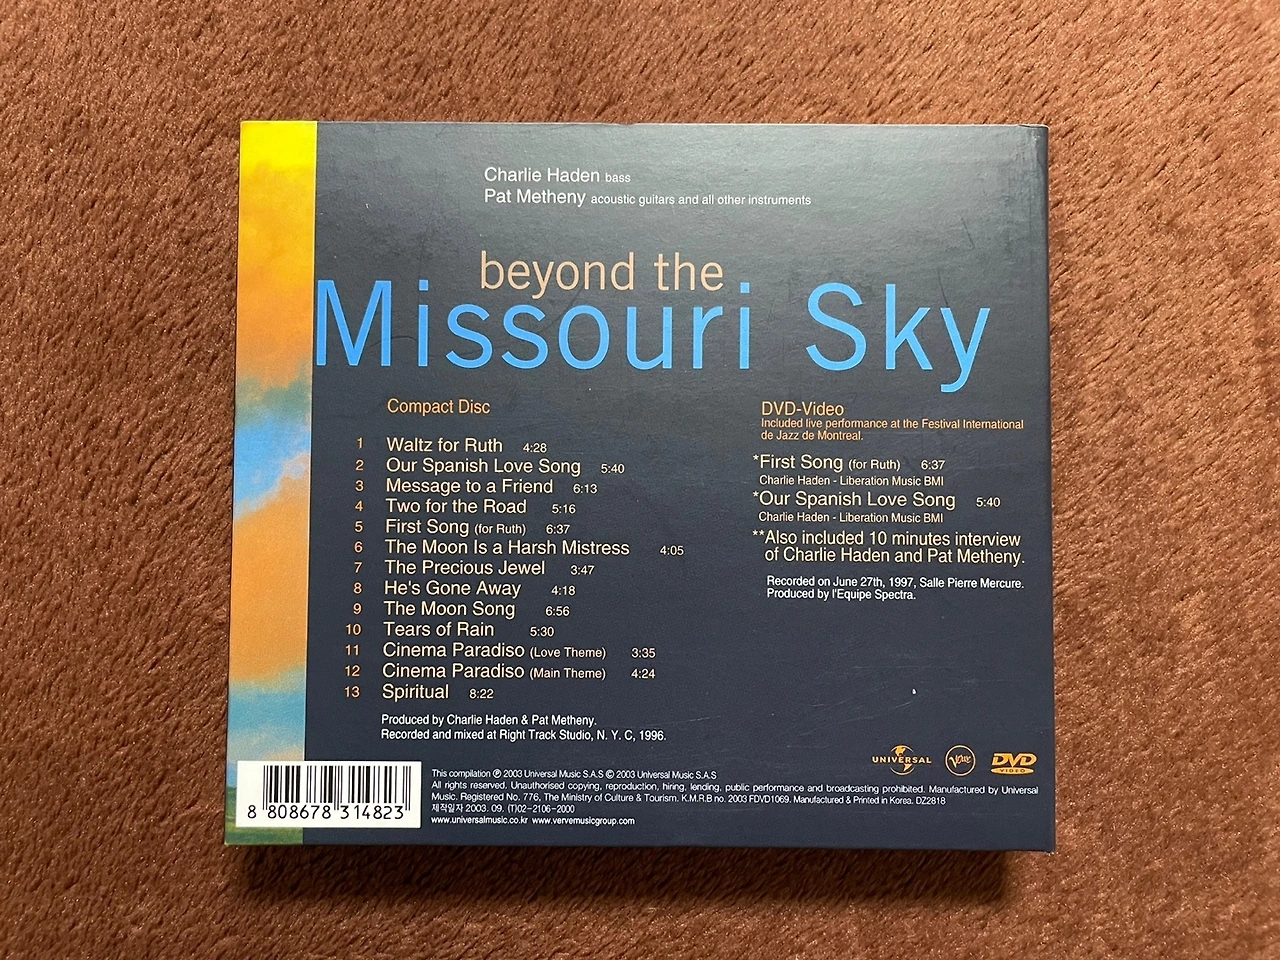 Charlie Haden bass
Pat Metheny acoustic guitars and all other instruments
beyond the
Missouri Sky
Compact Disc
1 Waltz for Ruth 4:28
2 Our Spanish Love Song 5:40
3 Message to a Friend 6:13
4 Two for the Road 5:16
5 First Song (for Ruth) 6:37
6 The Moon Is a Harsh Mistress 4:05
7 The Precious Jewel 3:47
8 He's Gone Away 4:18
9 The Moon Song 6:56
10 Tears of Rain 5:30
11 Cinema Paradiso (Love Theme) 3:35
12 Cinema Paradiso (Main Theme) 4:24
13 Spiritual 8:22
Produced by Charlie Haden & Pat Metheny.
Recorded and mixed at Right Track Studio, N. Y. C, 1996.
DVD-Video
Included live performance at the Festival International
de Jazz de Montreal.
*First Song (for Ruth) 6:37
Charlie Haden - Liberation Music BMI
*Our Spanish Love Song 5:40
Charlie Haden - Liberation Music BMI
**Also included 10 minutes interview
of Charlie Haden and Pat Metheny.
Recorded on June 27th, 1997, Salle Pierre Mercure.
Produced by l'Equipe Spectra.
UNIVERSAL
Verve
DVD
VIDEO
8 808678 314823
This compilation ℗ 2003 Universal Music S.A.S © 2003 Universal Music S.A.S
All rights reserved. Unauthorised copying, reproduction, hiring, lending, public performance and broadcasting prohibited. Manufactured by Universal
Music. Registered No. 776, The Ministry of Culture & Tourism. K.M.R.B no. 2003 FDVD1069. Manufactured & Printed in Korea. DZ2818
제작일자 2003. 09. (T)02-2106-2000
www.universalmusic.co.kr www.vervemusicgroup.com